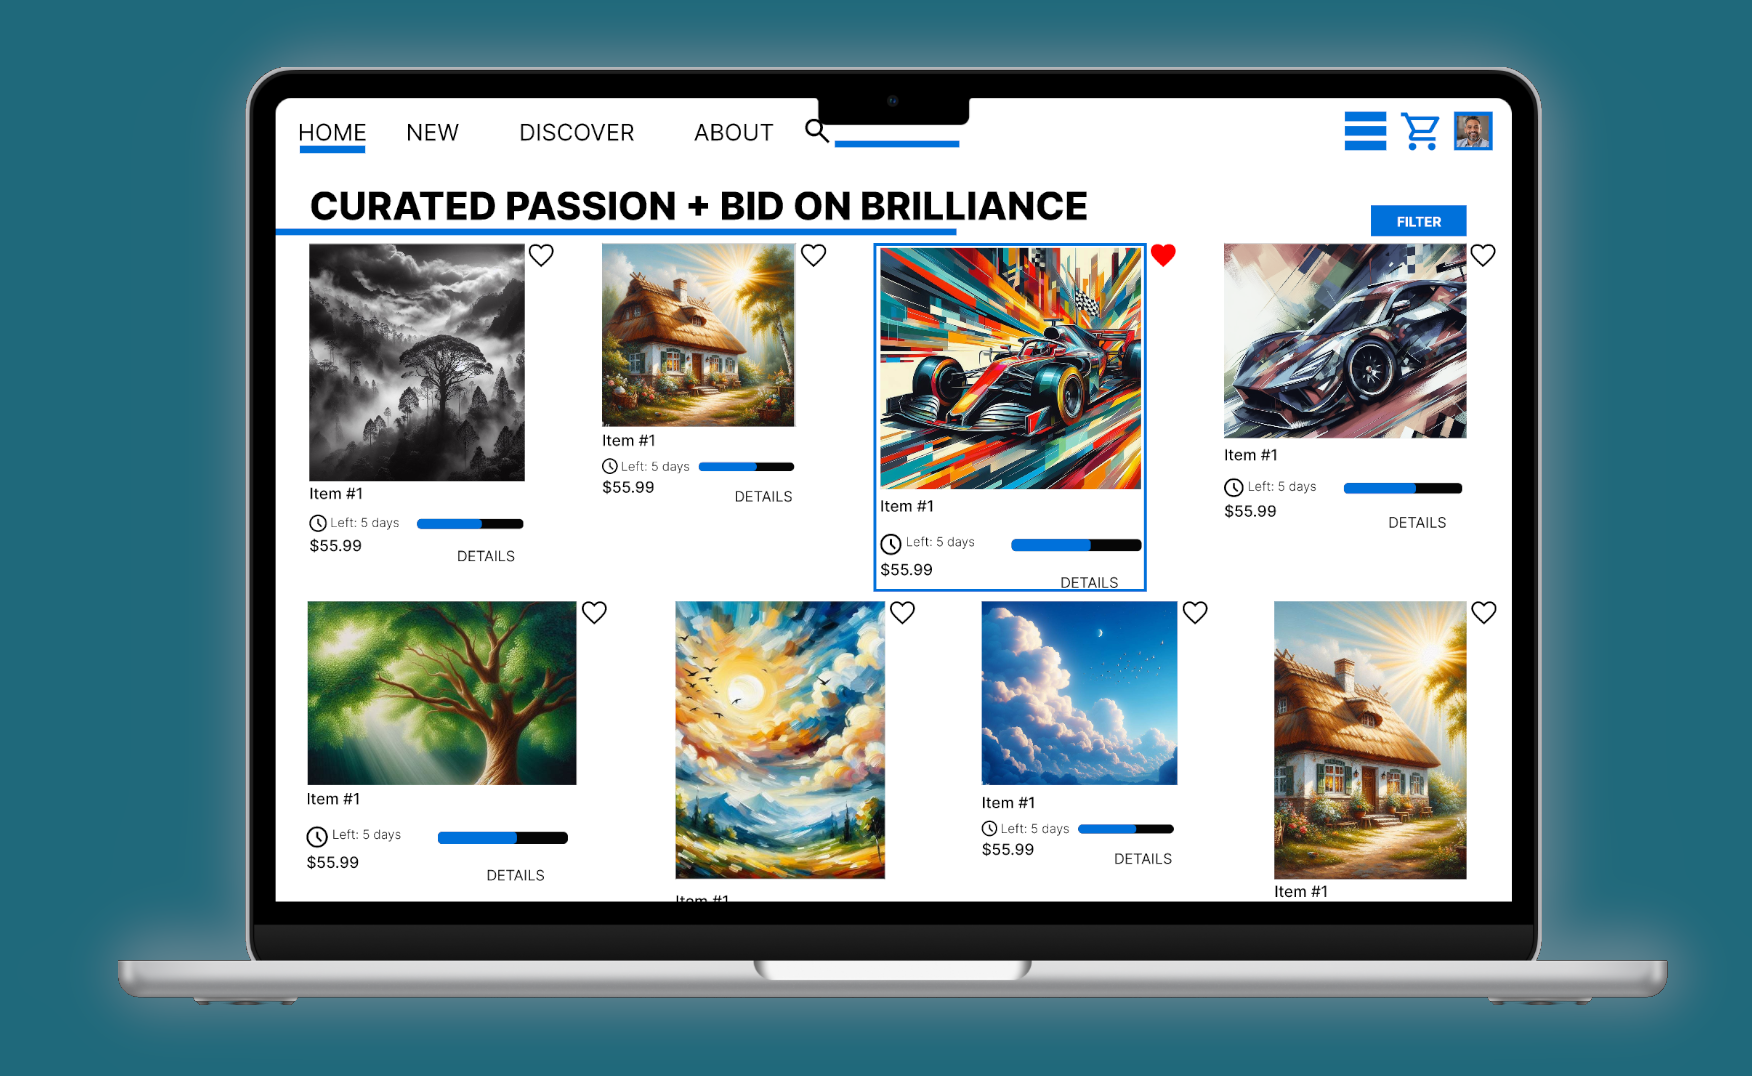 HOME NEW DISCOVER ABOUT
CURATED PASSION + BID ON BRILLIANCE
FILTER
Item #1
Left: 5 days
$55.99
DETAILS
Item #1
Left: 5 days
$55.99
DETAILS
Item #1
Left: 5 days
$55.99
DETAILS
Item #1
Left: 5 days
$55.99
DETAILS
Item #1
Left: 5 days
$55.99
DETAILS
Item #1
Item #1
Left: 5 days
$55.99
DETAILS
Item #1